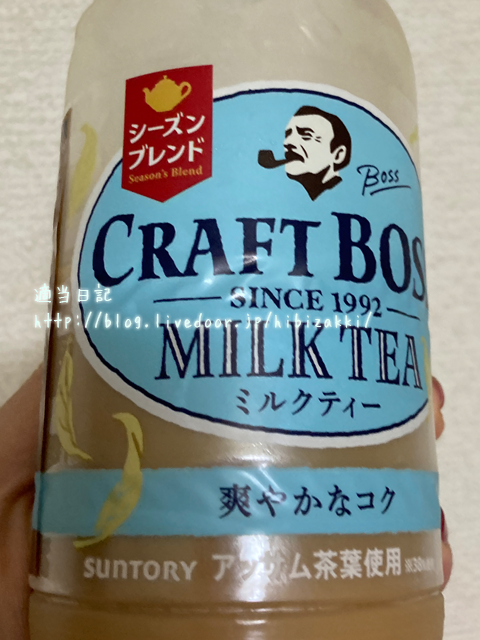 シーズン
ブレンド
Season's Blend
Boss
CRAFT BOSS
SINCE 1992
MILK TEA
ミルクティー
適当日記
http://blog.livedoor.jp/hibizakki/
爽やかなコク
SUNTORY アッサム茶葉使用